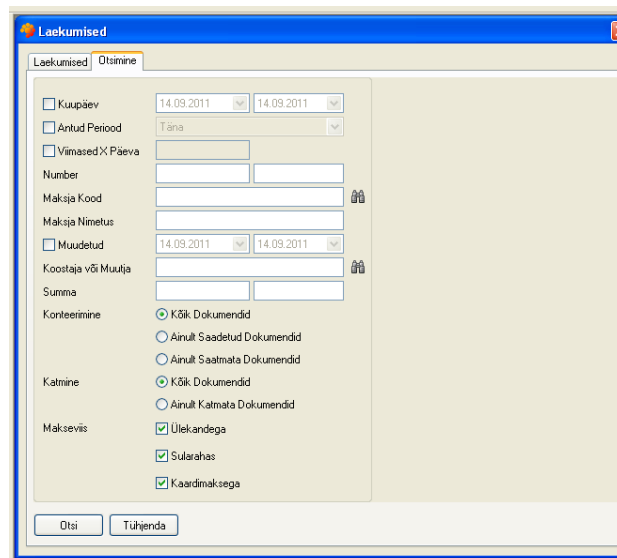 Laekumised
Laekumised Otsimine
Kuupäev 14.09.2011 14.09.2011
Antud Periood Täna
Viimased X Päeva
Number
Maksja Kood
Maksja Nimetus
Muudetud 14.09.2011 14.09.2011
Koostaja või Muutja
Summa
Konteerimine Kõik Dokumendid
Ainult Saadetud Dokumendid
Ainult Saatmata Dokumendid
Katmine Kõik Dokumendid
Ainult Katmata Dokumendid
Makseviis Ülekandega
Sularahas
Kaardimaksega
Otsi Tühjenda